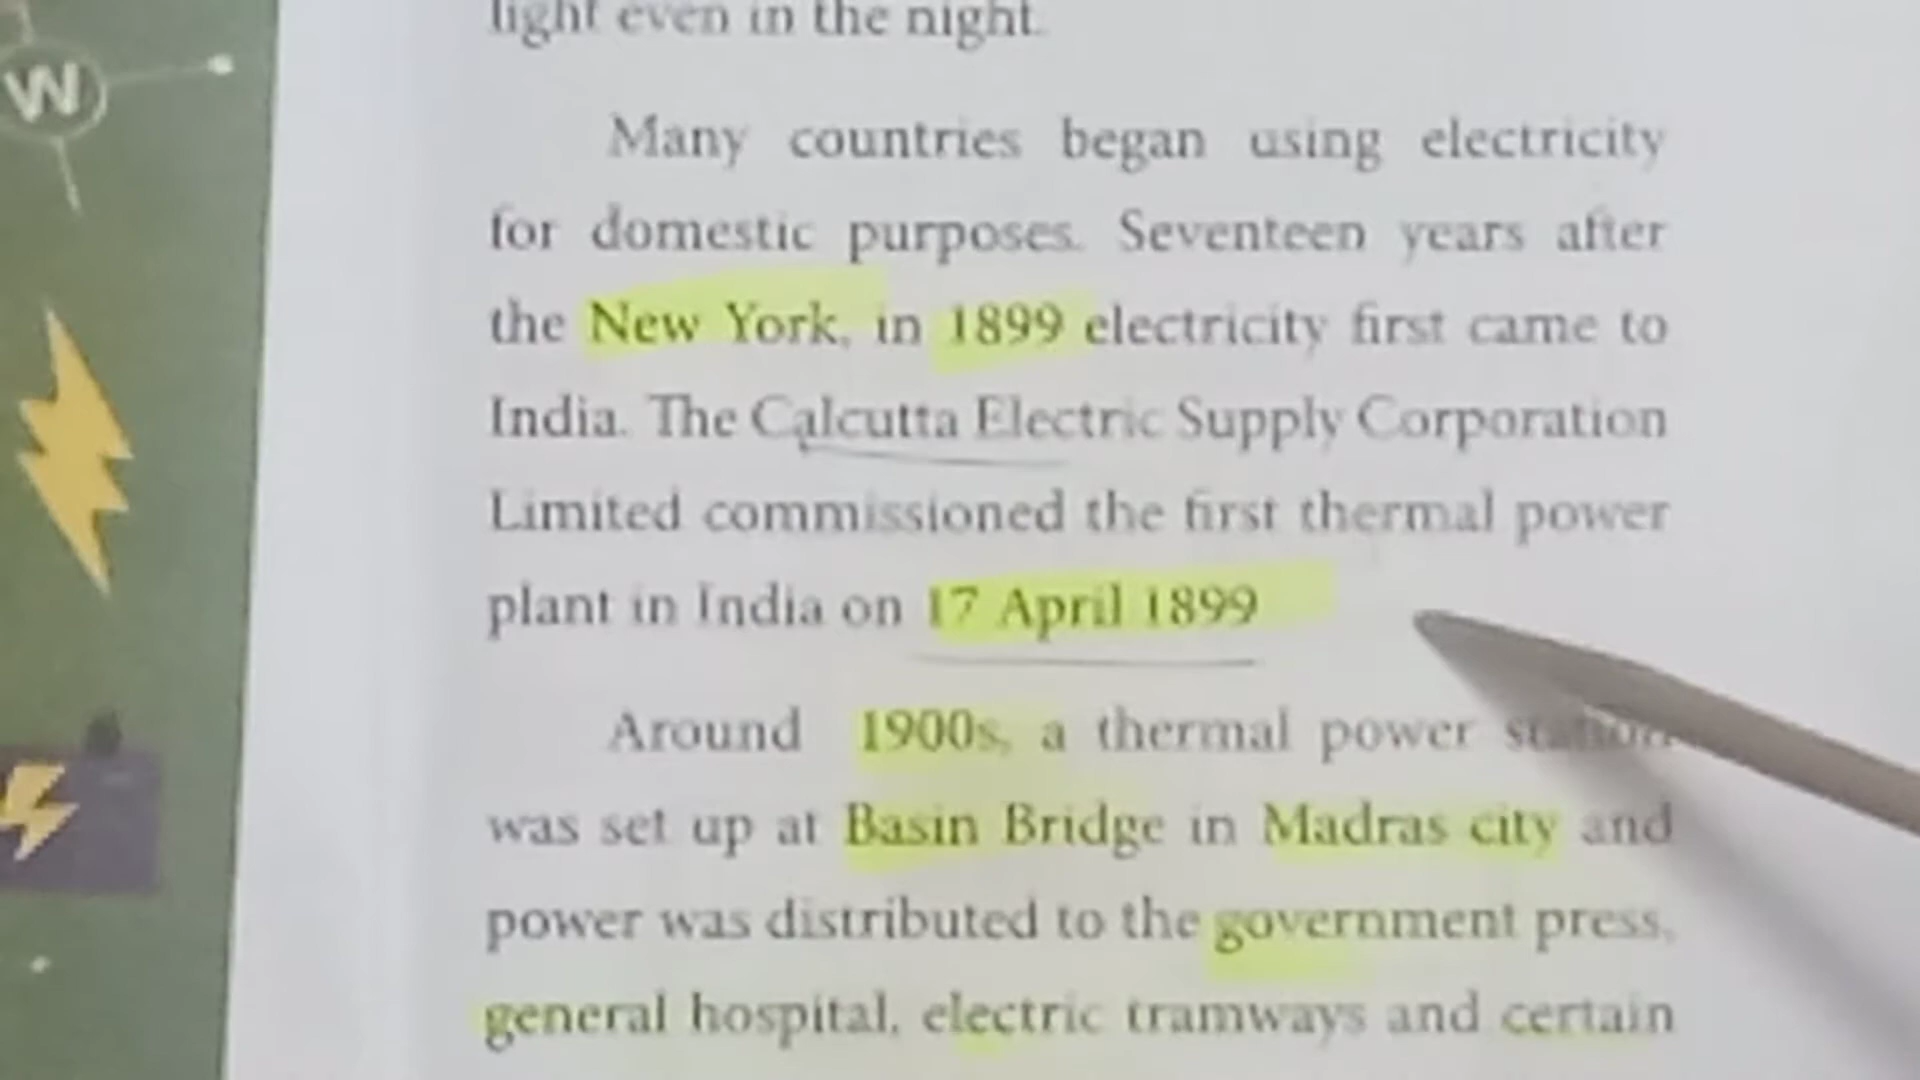 W
light even in the night.
Many countries began using electricity
for domestic purposes. Seventeen years after
the New York, in 1899 electricity first came to
India. The Calcutta Electric Supply Corporation
Limited commissioned the first thermal power
plant in India on 17 April 1899
Around 1900s, a thermal power station
was set up at Basin Bridge in Madras city and
power was distributed to the government press,
general hospital, electric tramways and certain